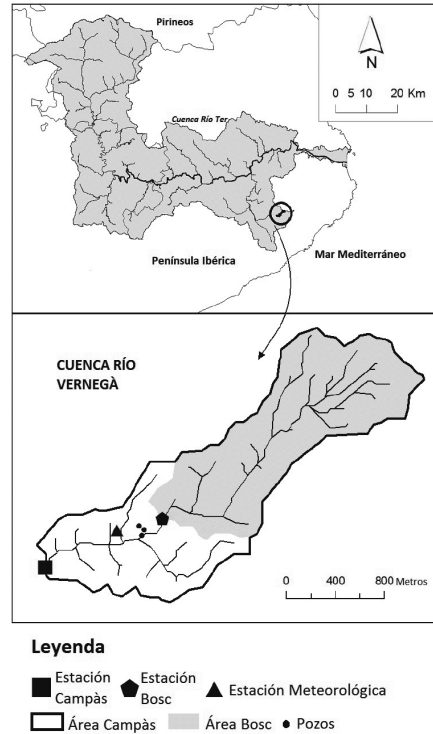 Pirineos
N
0 5 10 20 Km
Cuenca Río Ter
Península Ibérica
Mar Mediterráneo
CUENCA RÍO
VERNEGÀ
0 400 800 Metros
Leyenda
Estación
Campàs
Estación
Bosc
Estación Meteorológica
Área Campàs
Área Bosc
Pozos